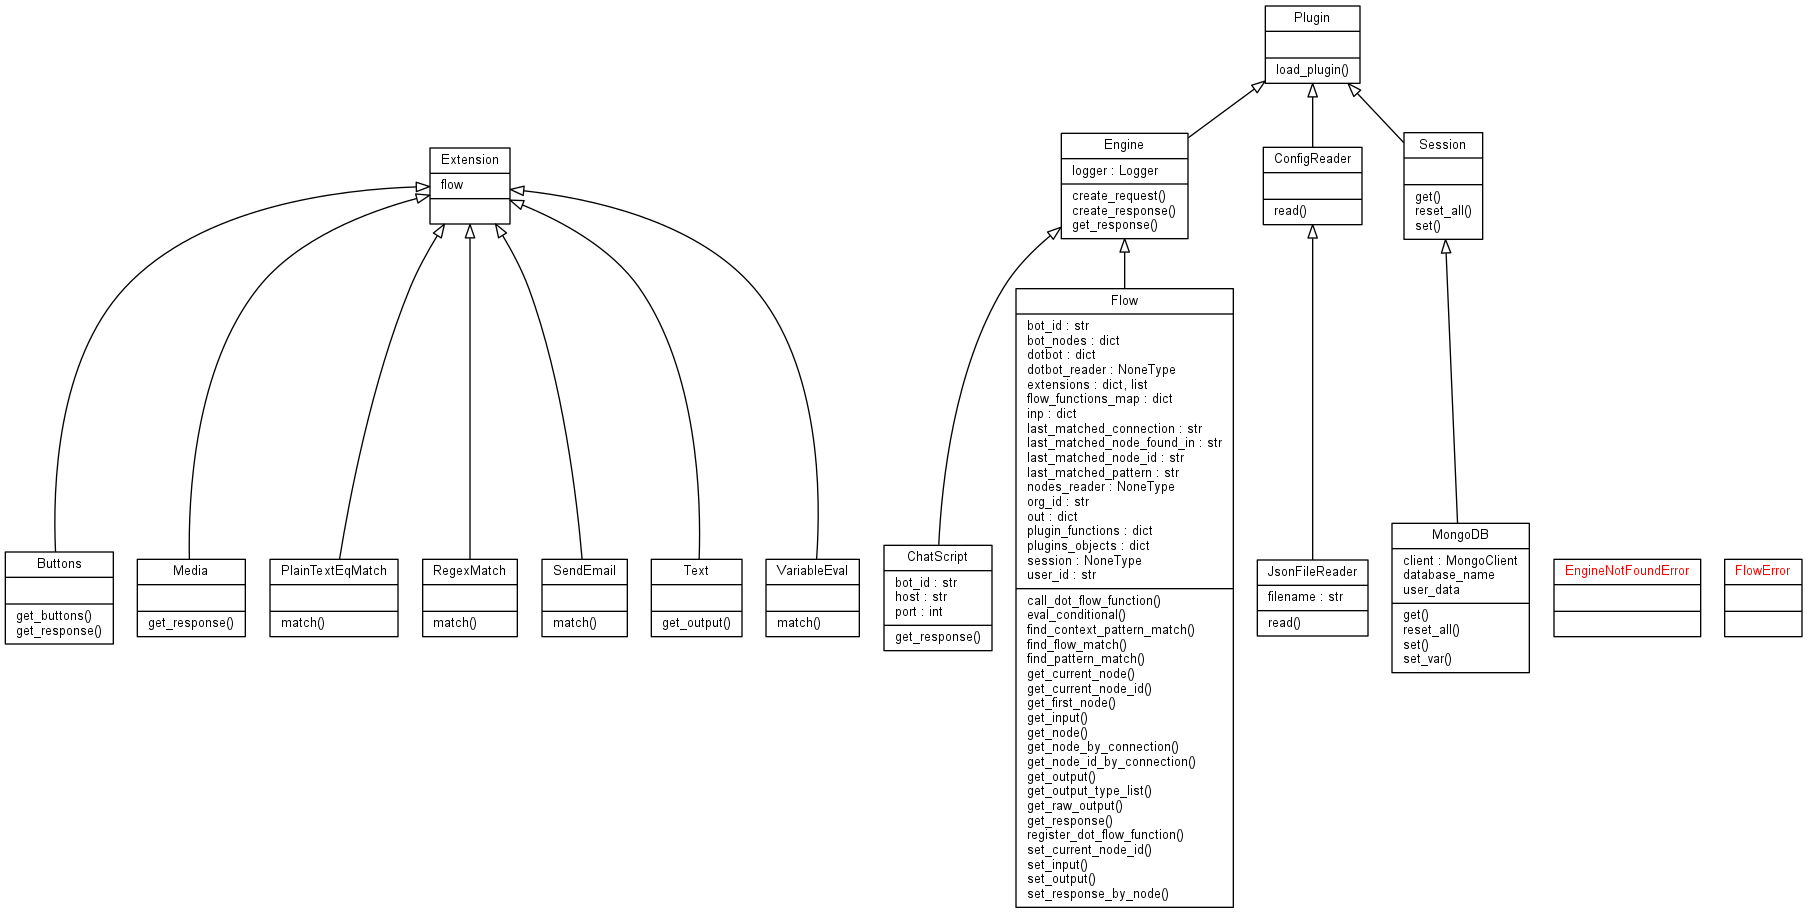 Plugin
load_plugin()
Extension
flow
Engine
logger : Logger
create_request()
create_response()
get_response()
ConfigReader
read()
Session
get()
reset_all()
set()
Buttons
get_buttons()
get_response()
Media
get_response()
PlainTextEqMatch
match()
RegexMatch
match()
SendEmail
match()
Text
get_output()
VariableEval
match()
ChatScript
bot_id : str
host : str
port : int
get_response()
Flow
bot_id : str
bot_nodes : dict
dotbot : dict
dotbot_reader : NoneType
extensions : dict, list
flow_functions_map : dict
inp : dict
last_matched_connection : str
last_matched_node_found_in : str
last_matched_node_id : str
last_matched_pattern : str
nodes_reader : NoneType
org_id : str
out : dict
plugin_functions : dict
plugins_objects : dict
session : NoneType
user_id : str
call_dot_flow_function()
eval_conditional()
find_context_pattern_match()
find_flow_match()
find_pattern_match()
get_current_node()
get_current_node_id()
get_first_node()
get_input()
get_node()
get_node_by_connection()
get_node_id_by_connection()
get_output()
get_output_type_list()
get_raw_output()
get_response()
register_dot_flow_function()
set_current_node_id()
set_input()
set_output()
set_response_by_node()
JsonFileReader
filename : str
read()
MongoDB
client : MongoClient
database_name
user_data
get()
reset_all()
set()
set_var()
EngineNotFoundError
FlowError